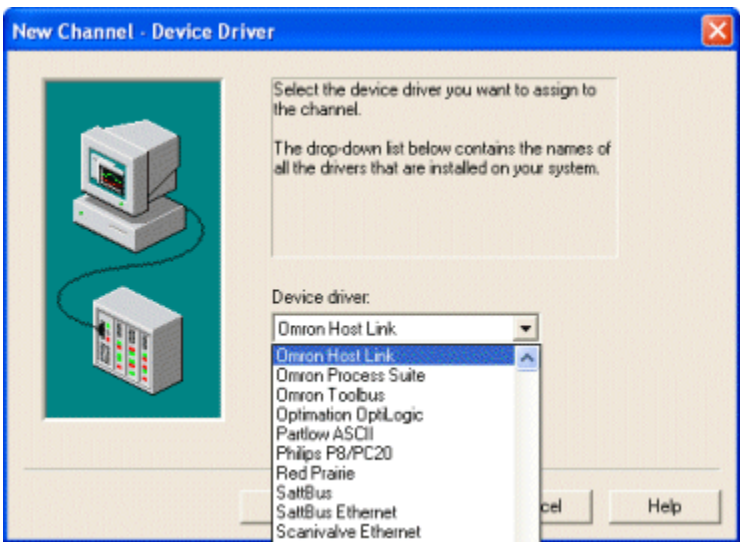 New Channel - Device Driver
Select the device driver you want to assign to
the channel.
The drop-down list below contains the names of
all the drivers that are installed on your system.
Device driver:
Omron Host Link
Omron Host Link
Omron Process Suite
Omron Toolbus
Optimation OptiLogic
Partlow ASCII
Philips P8/PC20
Red Prairie
SattBus
SattBus Ethernet
Scanivalve Ethernet
cel
Help